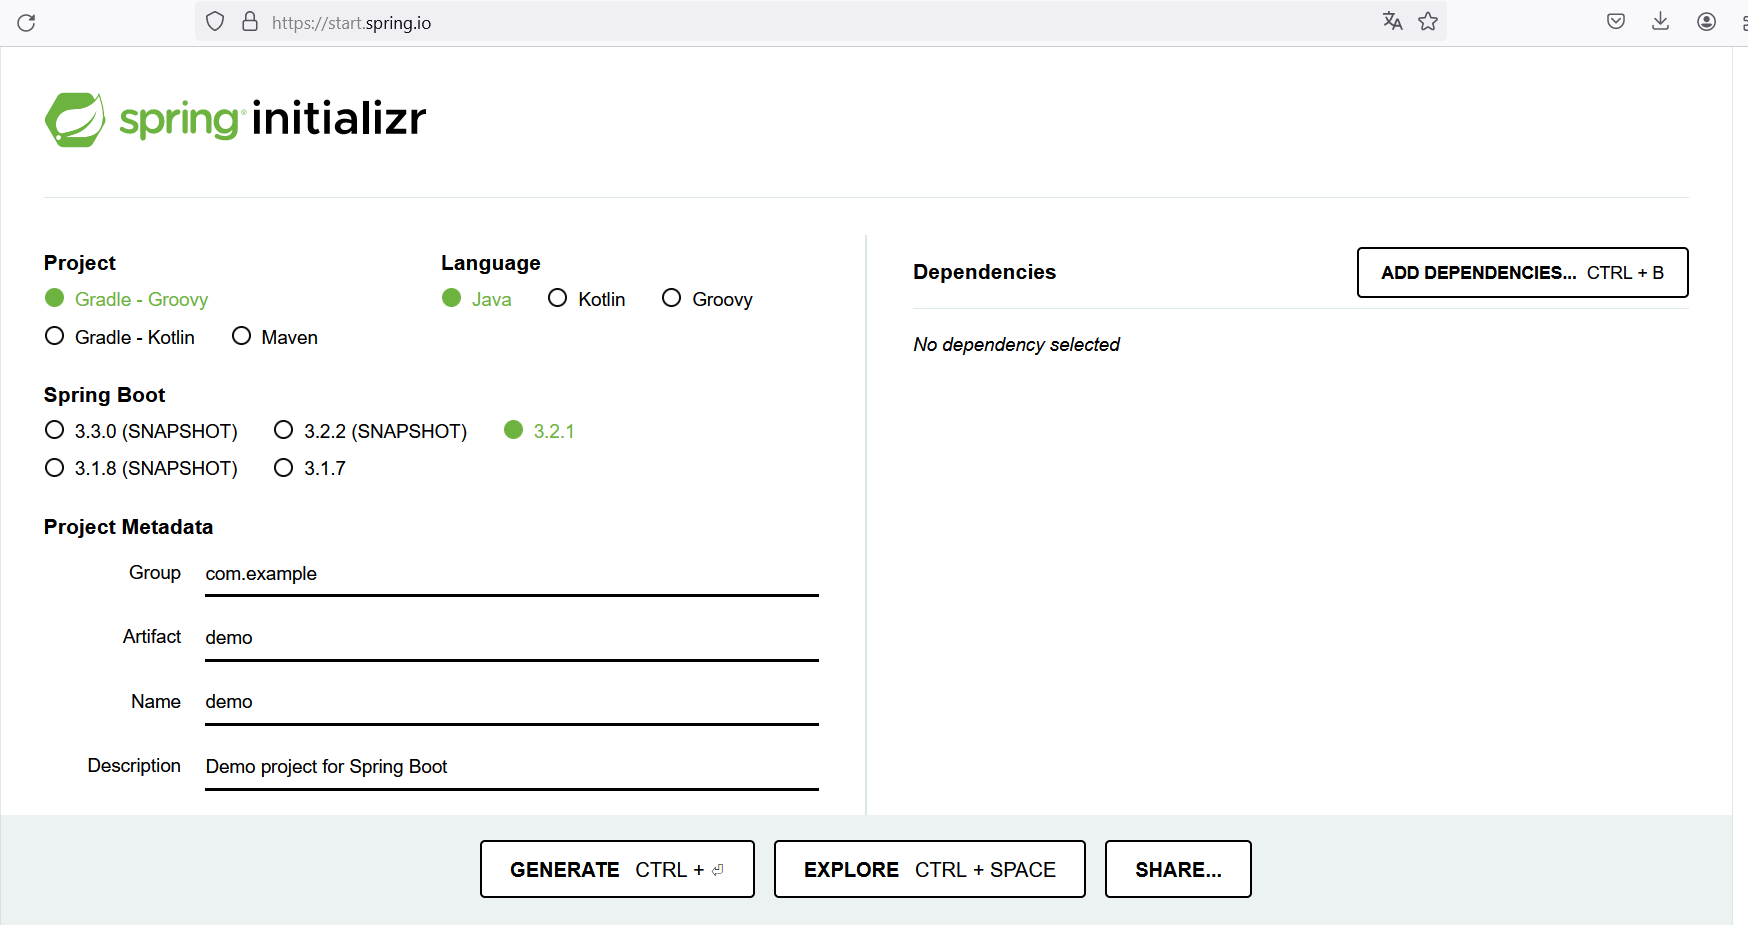 https://start.spring.io
spring initializr
Project
Gradle - Groovy
Gradle - Kotlin Maven
Language
Java Kotlin Groovy
Spring Boot
3.3.0 (SNAPSHOT) 3.2.2 (SNAPSHOT) 3.2.1
3.1.8 (SNAPSHOT) 3.1.7
Project Metadata
Group com.example
Artifact demo
Name demo
Description Demo project for Spring Boot
Dependencies
ADD DEPENDENCIES... CTRL + B
No dependency selected
GENERATE CTRL + ⏎
EXPLORE CTRL + SPACE
SHARE...